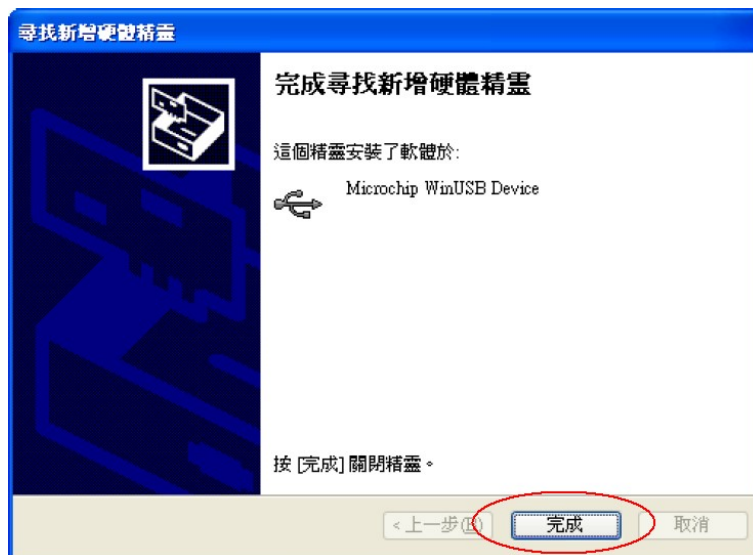 尋找新增硬體精靈
完成尋找新增硬體精靈
這個精靈安裝了軟體於:
Microchip WinUSB Device
按 [完成] 關閉精靈。
<上一步(B) 完成 取消